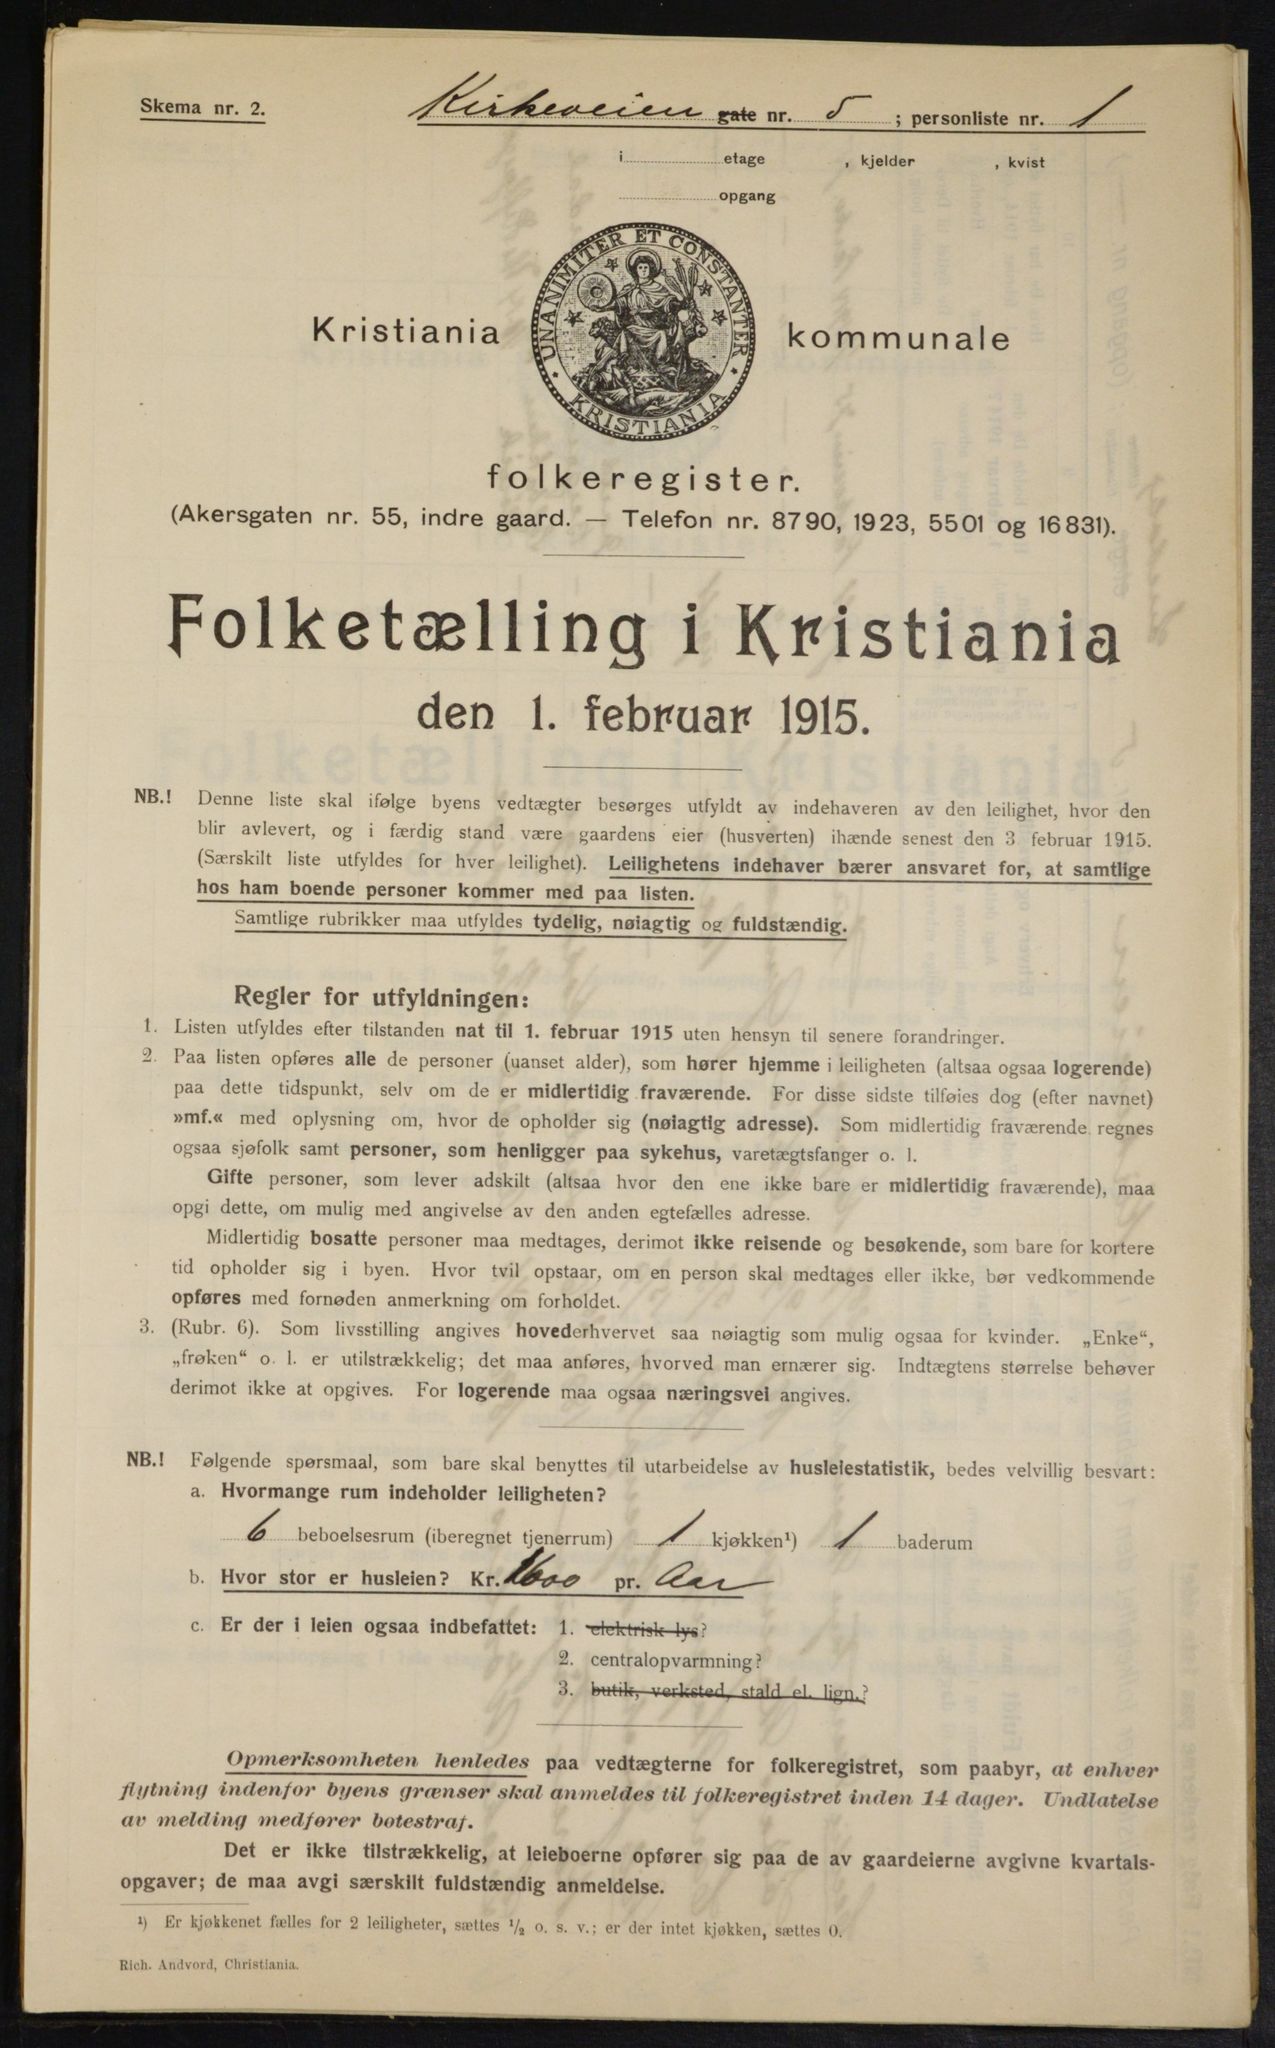 Skema nr. 2.
Kirkeveien gate nr. 5 ; personliste nr. 1
i etage , kjelder , kvist
opgang
UNANIMITER ET CONSTANTER
KRISTIANIA
Kristiania kommunale
folkeregister.
(Akersgaten nr. 55, indre gaard. — Telefon nr. 8790, 1923, 5501 og 16831).
Folketælling i Kristiania
den 1. februar 1915.
NB.! Denne liste skal ifølge byens vedtægter besørges utfyldt av indehaveren av den leilighet, hvor den
blir avlevert, og i færdig stand være gaardens eier (husverten) ihænde senest den 3 februar 1915.
(Særskilt liste utfyldes for hver leilighet). Leilighetens indehaver bærer ansvaret for, at samtlige
hos ham boende personer kommer med paa listen.
Samtlige rubrikker maa utfyldes tydelig, nøiagtig og fuldstændig.
Regler for utfyldningen:
1. Listen utfyldes efter tilstanden nat til 1. februar 1915 uten hensyn til senere forandringer.
2. Paa listen opføres alle de personer (uanset alder), som hører hjemme i leiligheten (altsaa ogsaa logerende)
paa dette tidspunkt, selv om de er midlertidig fraværende. For disse sidste tilføies dog (efter navnet)
»mf.« med oplysning om, hvor de opholder sig (nøiagtig adresse). Som midlertidig fraværende regnes
ogsaa sjøfolk samt personer, som henligger paa sykehus, varetægtsfanger o. l.
Gifte personer, som lever adskilt (altsaa hvor den ene ikke bare er midlertidig fraværende), maa
opgi dette, om mulig med angivelse av den anden egtefælles adresse.
Midlertidig bosatte personer maa medtages, derimot ikke reisende og besøkende, som bare for kortere
tid opholder sig i byen. Hvor tvil opstaar, om en person skal medtages eller ikke, bør vedkommende
opføres med fornøden anmerkning om forholdet.
3. (Rubr. 6). Som livsstilling angives hovederhvervet saa nøiagtig som mulig ogsaa for kvinder. „Enke“,
„frøken“ o. l. er utilstrækkelig; det maa anføres, hvorved man ernærer sig. Indtægtens størrelse behøver
derimot ikke at opgives. For logerende maa ogsaa næringsvei angives.
NB.! Følgende spørsmaal, som bare skal benyttes til utarbeidelse av husleiestatistik, bedes velvillig besvart:
a. Hvormange rum indeholder leiligheten?
6 beboelsesrum (iberegnet tjenerrum) 1 kjøkken¹) 1 baderum
b. Hvor stor er husleien? Kr. 1600 pr. Aar
c. Er der i leien ogsaa indbefattet: 1. elektrisk lys?
2. centralopvarmning?
3. butik, verksted, stald el. lign.?
Opmerksomheten henledes paa vedtægterne for folkeregistret, som paabyr, at enhver
flytning indenfor byens grænser skal anmeldes til folkeregistret inden 14 dager. Undlatelse
av melding medfører botestraf.
Det er ikke tilstrækkelig, at leieboerne opfører sig paa de av gaardeierne avgivne kvartals-
opgaver; de maa avgi særskilt fuldstændig anmeldelse.
¹) Er kjøkkenet fælles for 2 leiligheter, sættes ½ o. s. v.; er der intet kjøkken, sættes 0.
Rich. Andvord, Christiania.